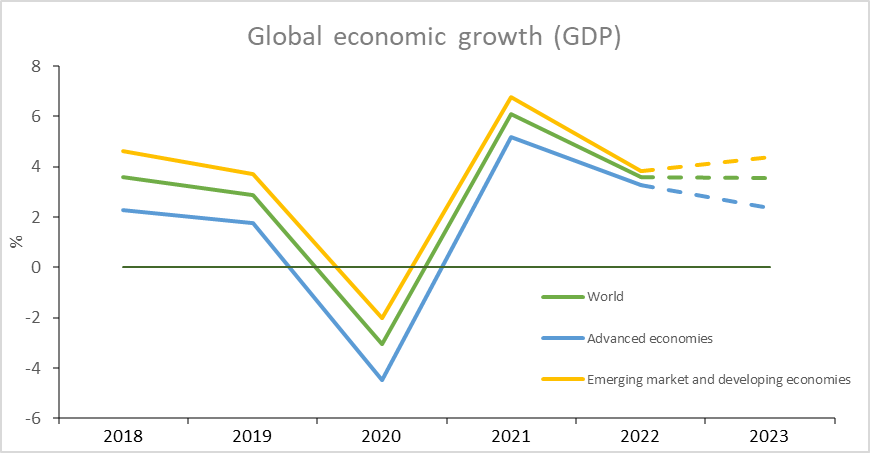 Global economic growth (GDP)
8
6
4
2
0
-2
-4
-6
%
World
Advanced economies
Emerging market and developing economies
2018 2019 2020 2021 2022 2023